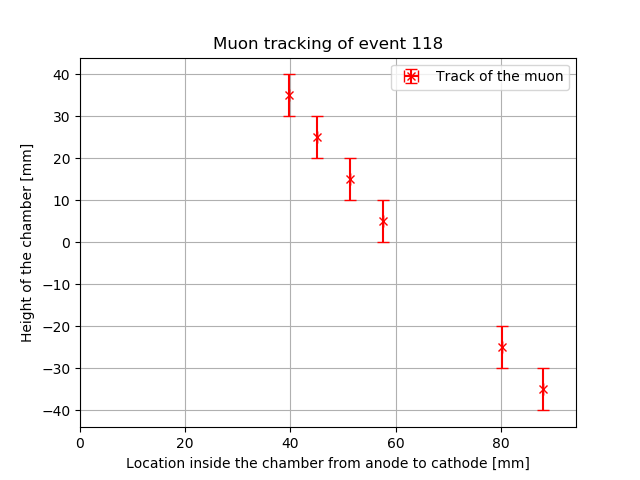 Muon tracking of event 118
Track of the muon
40
30
20
10
0
−10
−20
−30
−40
Height of the chamber [mm]
0 20 40 60 80
Location inside the chamber from anode to cathode [mm]